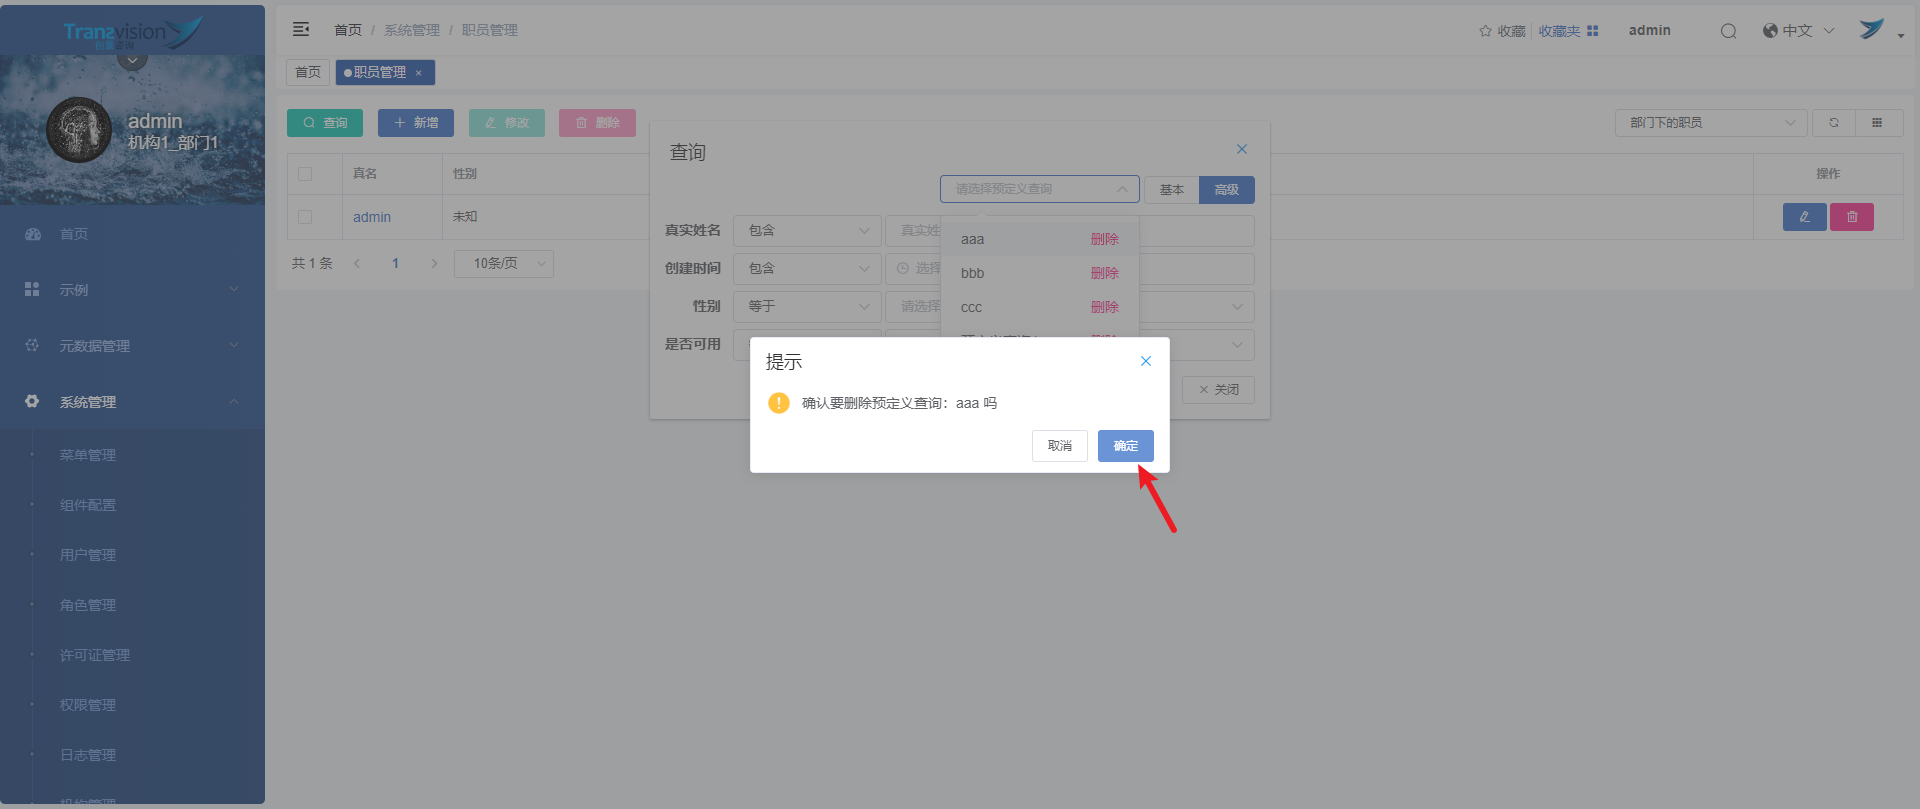 Transvision
创景咨询
admin
机构1_部门1
首页
示例
元数据管理
系统管理
菜单管理
组件配置
用户管理
角色管理
许可证管理
权限管理
日志管理
机构管理
首页 / 系统管理 / 职员管理
收藏 收藏夹 admin 中文
首页 职员管理 ×
查询 新增 修改 删除 部门下的职员
真名 性别 操作
admin 未知
共 1 条 1 10条/页
查询
请选择预定义查询 基本 高级
真实姓名 包含 真实姓
创建时间 包含 选择
性别 等于 请选择
是否可用
aaa 删除
bbb 删除
ccc 删除
关闭
提示
确认要删除预定义查询：aaa 吗
取消 确定